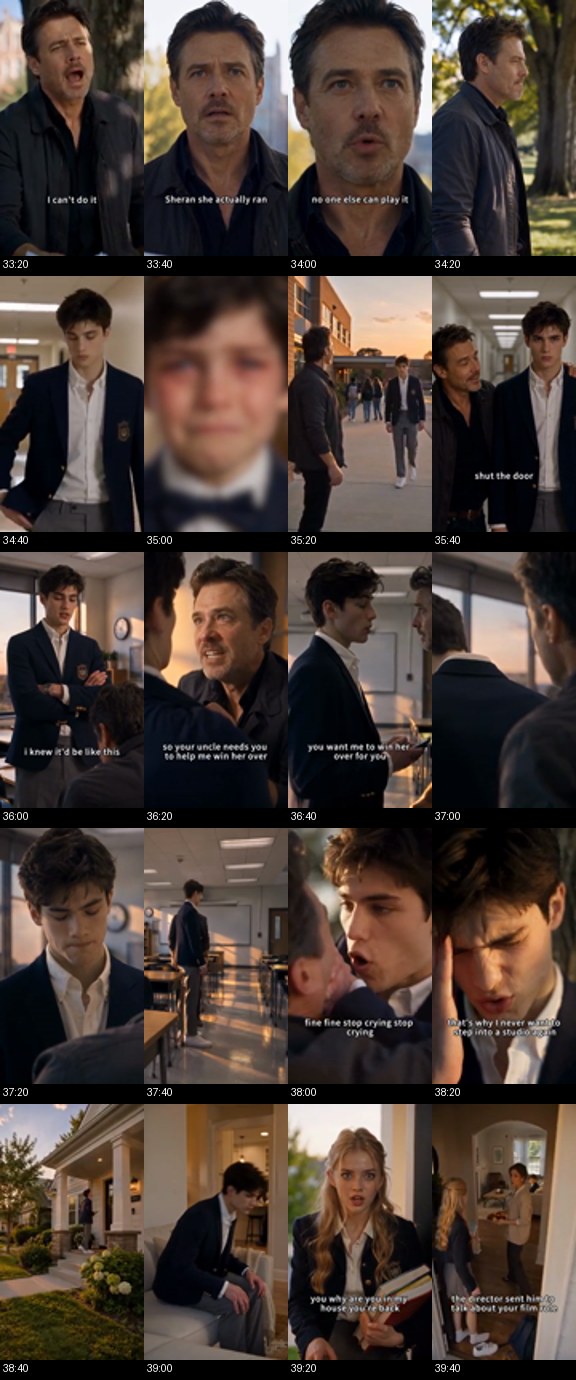 I can't do it
Sheran she actually ran
no one else can play it
33:20
33:40
34:00
34:20
shut the door
34:40
35:00
35:20
35:40
i knew it'd be like this
so your uncle needs you
to help me win her over
you want me to win her
over for you
36:00
36:20
36:40
37:00
fine fine stop crying stop
crying
that's why I never want to
step into a studio again
37:20
37:40
38:00
38:20
you why are you in my
house you're back
the director sent him to
talk about your film role
38:40
39:00
39:20
39:40